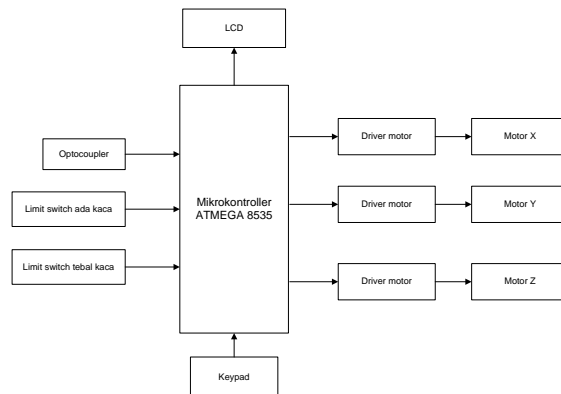 LCD
Driver motor
Motor X
Optocoupler
Limit switch ada kaca
Mikrokontroller
ATMEGA 8535
Driver motor
Motor Y
Limit switch tebal kaca
Driver motor
Motor Z
Keypad